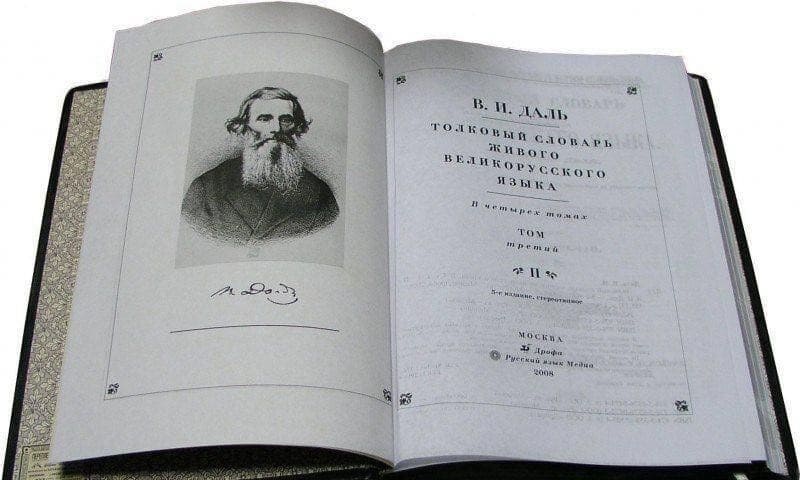 В. И. ДАЛЬ
ТОЛКОВЫЙ СЛОВАРЬ
ЖИВОГО
ВЕЛИКОРУССКОГО
ЯЗЫКА
В четырех томах
ТОМ
третий
П
5-е издание, стереотипное
МОСКВА
Дрофа
Русский язык Медиа
2008